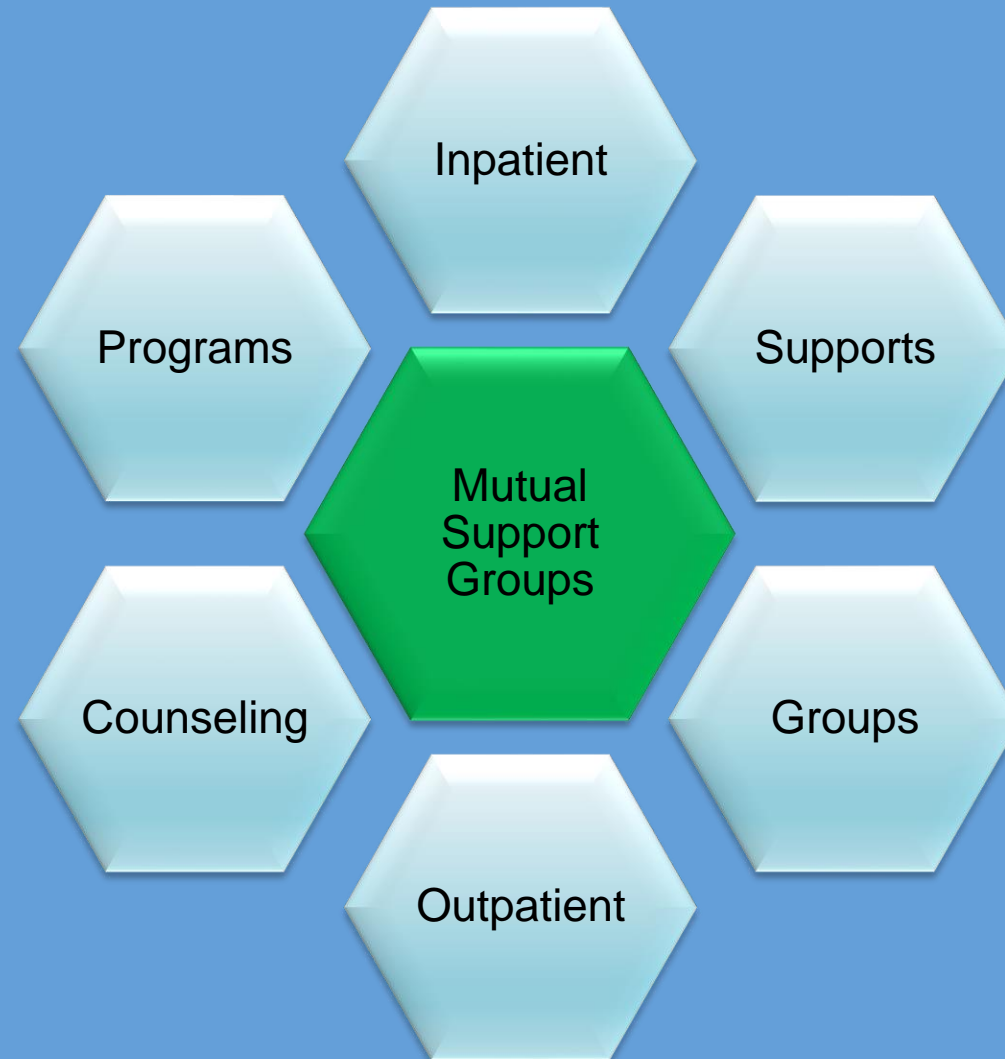 Inpatient
Programs
Supports
Mutual
Support
Groups
Counseling
Groups
Outpatient